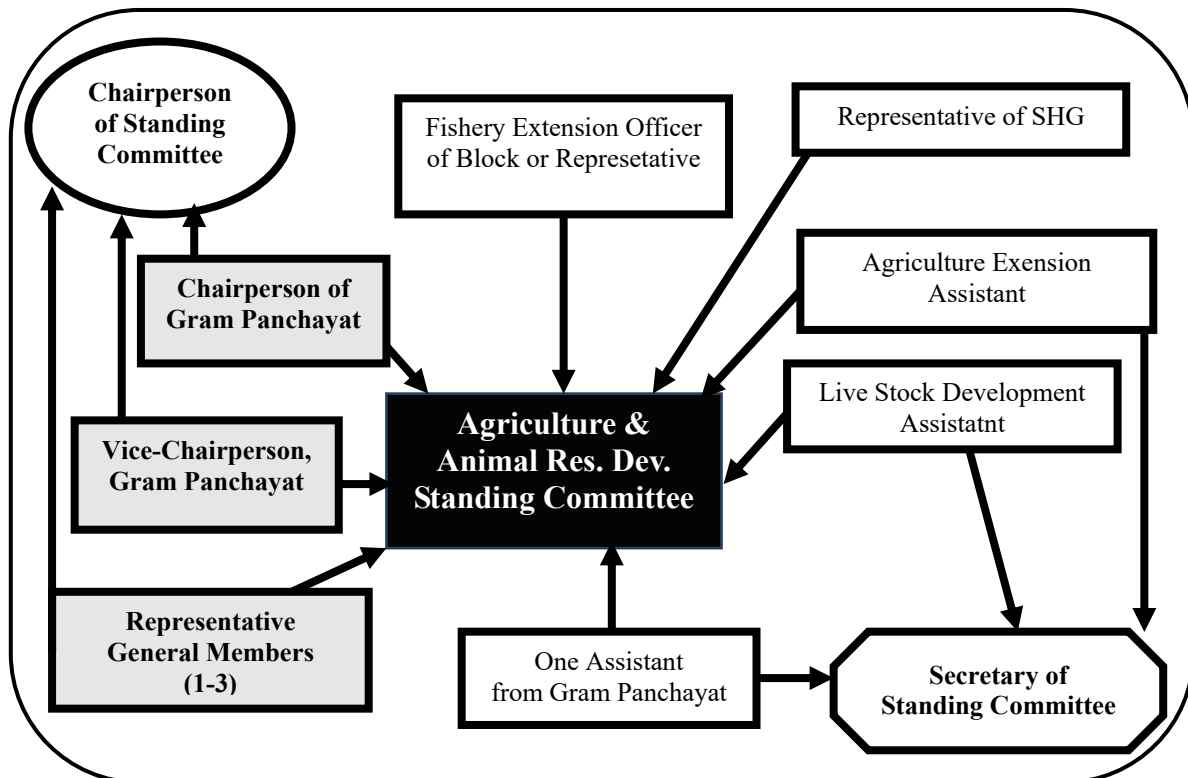 Chairperson
of Standing
Committee
Fishery Extension Officer
of Block or Represetative
Representative of SHG
Agriculture Exension
Assistant
Chairperson of
Gram Panchayat
Live Stock Development
Assistatnt
Agriculture &
Animal Res. Dev.
Standing Committee
Vice-Chairperson,
Gram Panchayat
Representative
General Members
(1-3)
One Assistant
from Gram Panchayat
Secretary of
Standing Committee